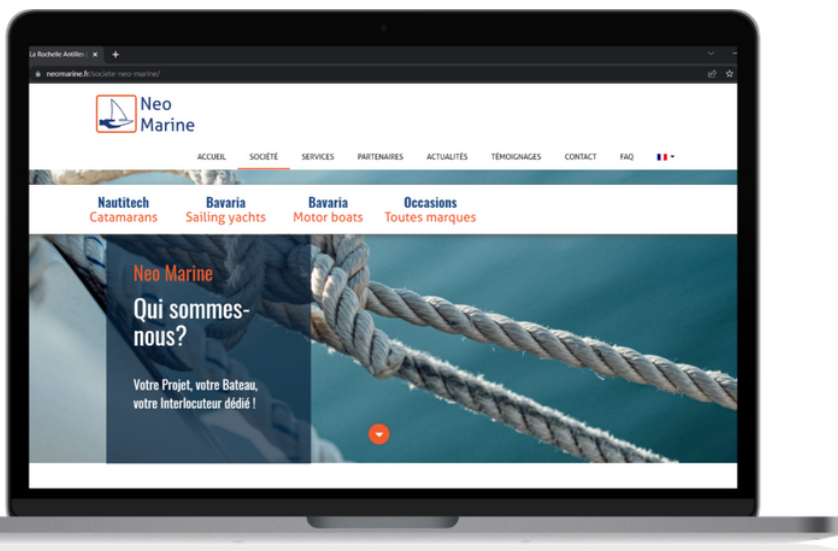 La Rochelle Antilles
neomarine.fr/societe-neo-marine/
Neo
Marine
ACCUEIL SOCIÉTÉ SERVICES PARTENAIRES ACTUALITÉS TÉMOIGNAGES CONTACT FAQ
Nautitech Bavaria Bavaria Occasions
Catamarans Sailing yachts Motor boats Toutes marques
Neo Marine
Qui sommes-
nous?
Votre Projet, votre Bateau,
votre Interlocuteur dédié !